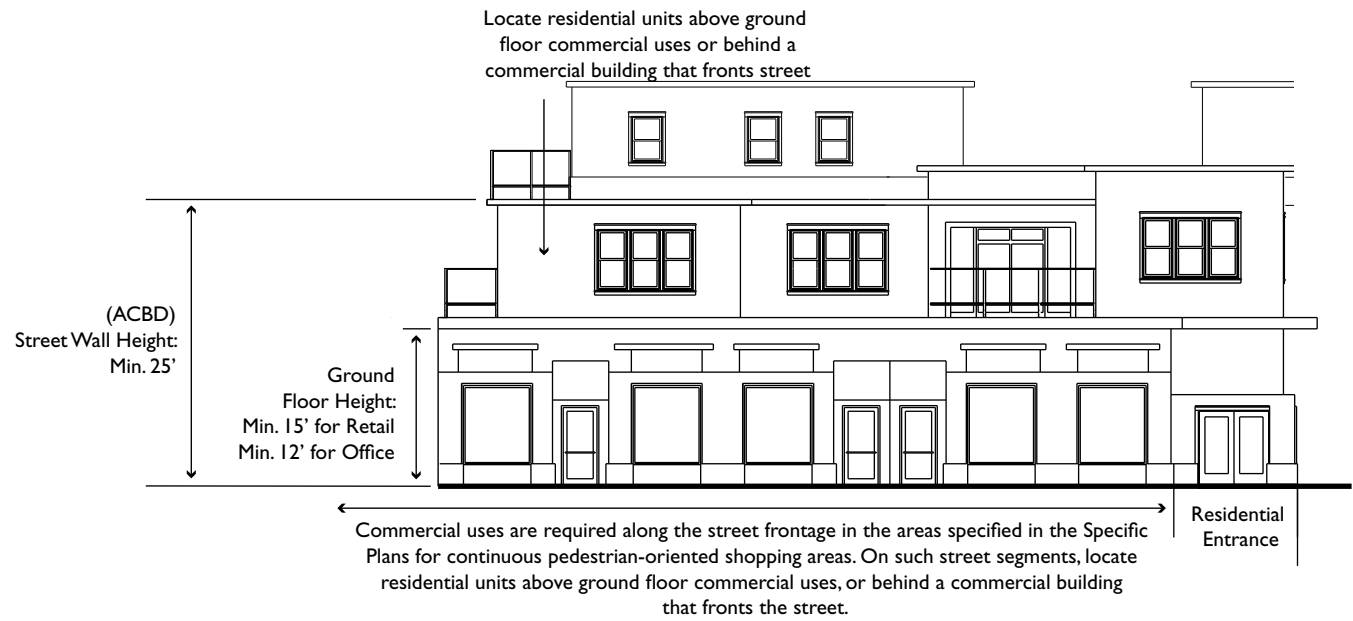 Locate residential units above ground
floor commercial uses or behind a
commercial building that fronts street
(ACBD)
Street Wall Height:
Min. 25’
Ground
Floor Height:
Min. 15’ for Retail
Min. 12’ for Office
Commercial uses are required along the street frontage in the areas specified in the Specific
Plans for continuous pedestrian-oriented shopping areas. On such street segments, locate
residential units above ground floor commercial uses, or behind a commercial building
that fronts the street.
Residential
Entrance